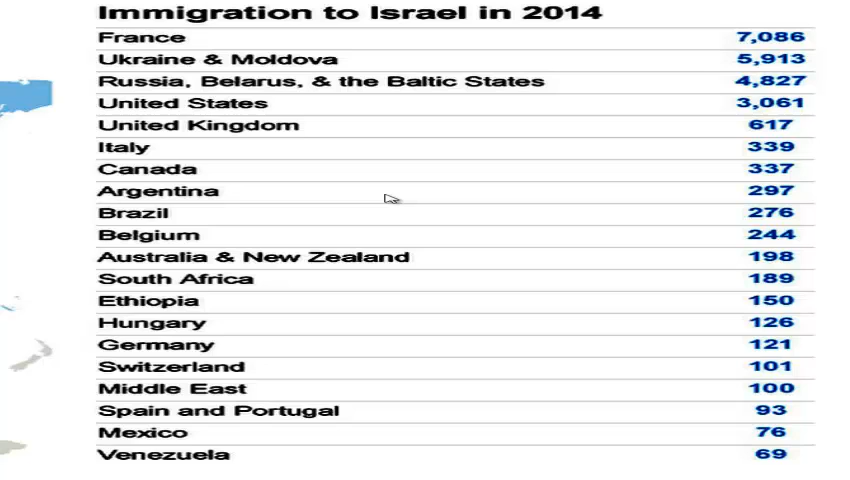 Immigration to Israel in 2014
France 7,086
Ukraine & Moldova 5,913
Russia, Belarus, & the Baltic States 4,827
United States 3,061
United Kingdom 617
Italy 339
Canada 337
Argentina 297
Brazil 276
Belgium 244
Australia & New Zealand 198
South Africa 189
Ethiopia 150
Hungary 126
Germany 121
Switzerland 101
Middle East 100
Spain and Portugal 93
Mexico 76
Venezuela 69